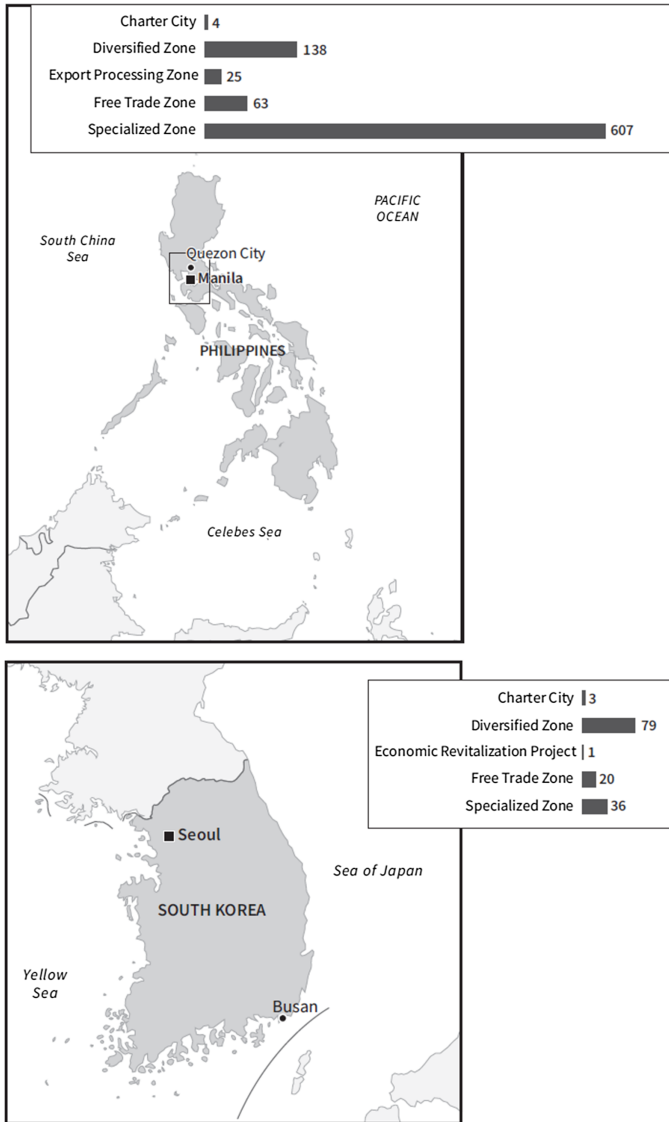 Charter City 4
Diversified Zone 138
Export Processing Zone 25
Free Trade Zone 63
Specialized Zone 607
PACIFIC
OCEAN
South China
Sea
Quezon City
Manila
PHILIPPINES
Celebes Sea
Charter City 3
Diversified Zone 79
Economic Revitalization Project 1
Free Trade Zone 20
Specialized Zone 36
Seoul
Sea of Japan
SOUTH KOREA
Yellow
Sea
Busan